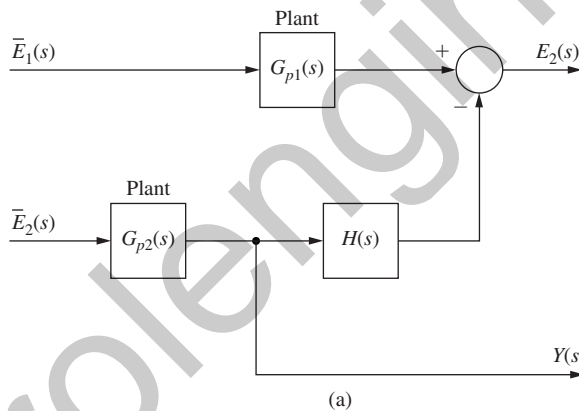 Plant
Ē₁(s)
Gₚ₁(s)
+
E₂(s)
−
Plant
Ē₂(s)
Gₚ₂(s)
H(s)
Y(s
(a)